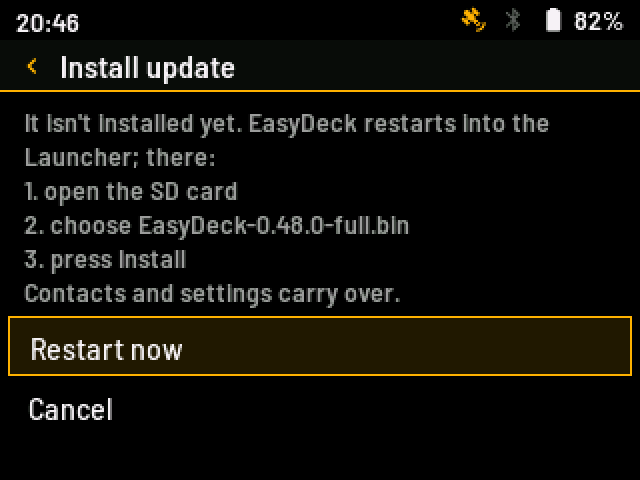 20:46
82%
Install update
It isn't installed yet. EasyDeck restarts into the
Launcher; there:
1. open the SD card
2. choose EasyDeck-0.48.0-full.bin
3. press Install
Contacts and settings carry over.
Restart now
Cancel